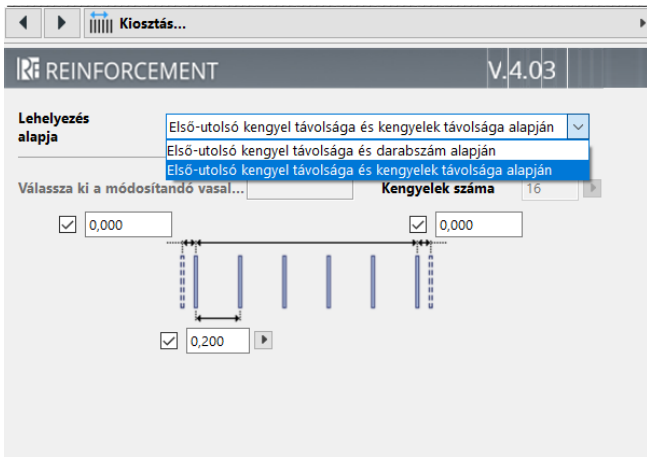 Kiosztás...
REINFORCEMENT V.4.03
Lehelyezés
alapja
Első-utolsó kengyel távolsága és kengyelek távolsága alapján
Első-utolsó kengyel távolsága és darabszám alapján
Első-utolsó kengyel távolsága és kengyelek távolsága alapján
Válassza ki a módosítandó vasal... Kengyelek száma 16
0,000 0,000
0,200